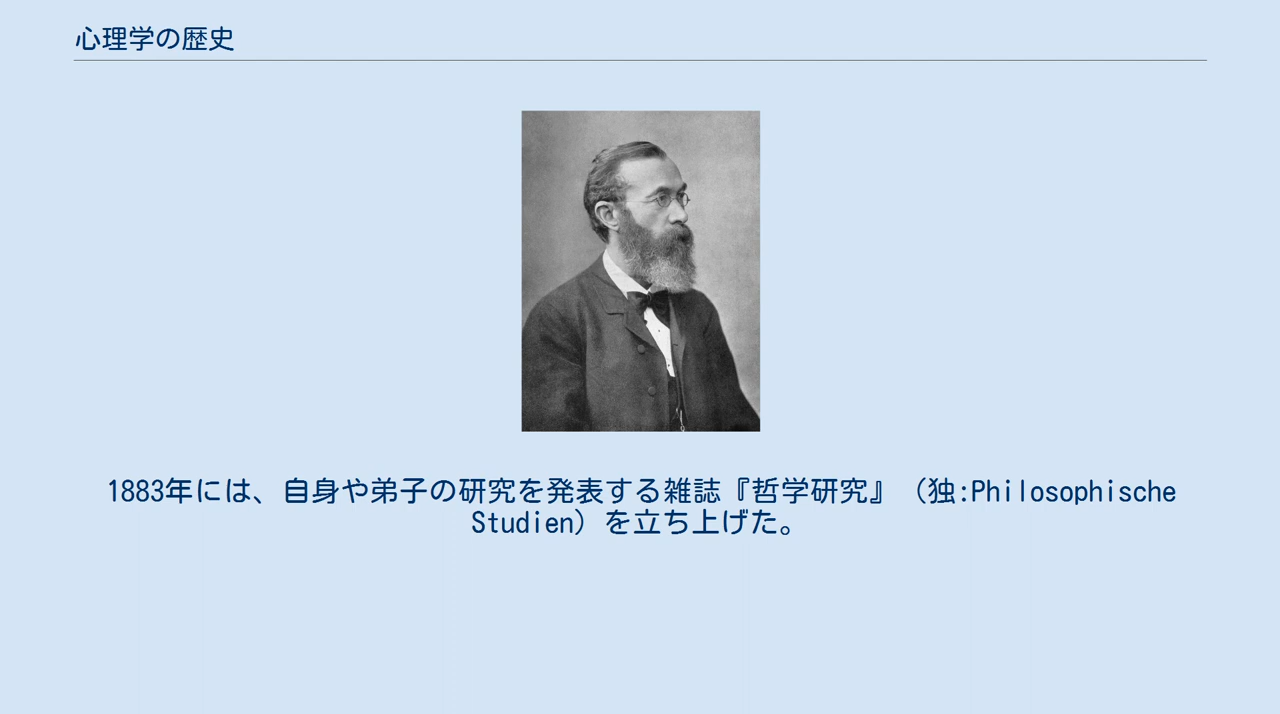 心理学の歴史
1883年には、自身や弟子の研究を発表する雑誌『哲学研究』（独:Philosophische
Studien）を立ち上げた。